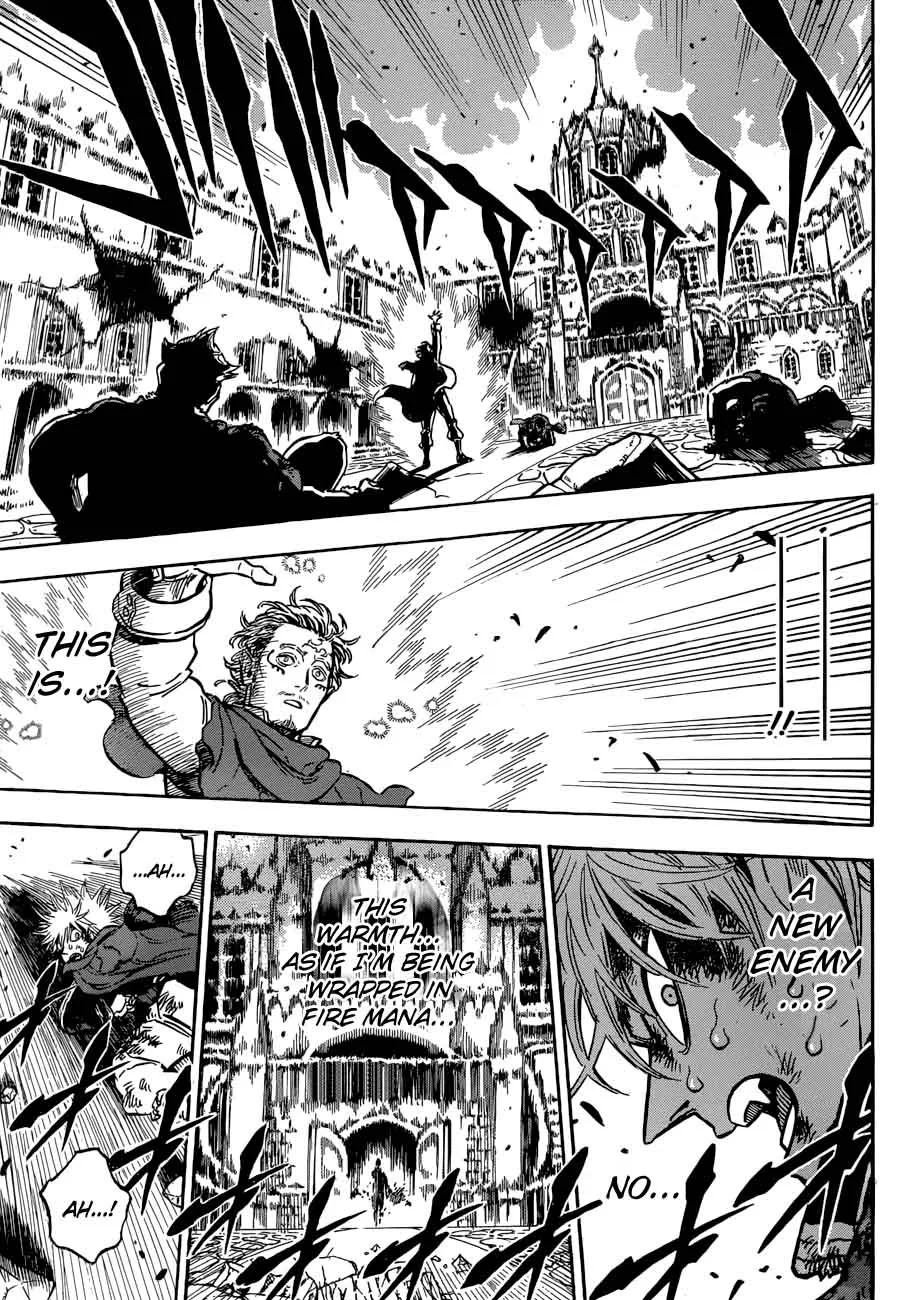 !!
THIS
IS...!
A
NEW
ENEMY
...?
NO...
THIS
WARMTH...
AS IF I'M BEING
WRAPPED IN
FIRE MANA...
...AH...
AH...!